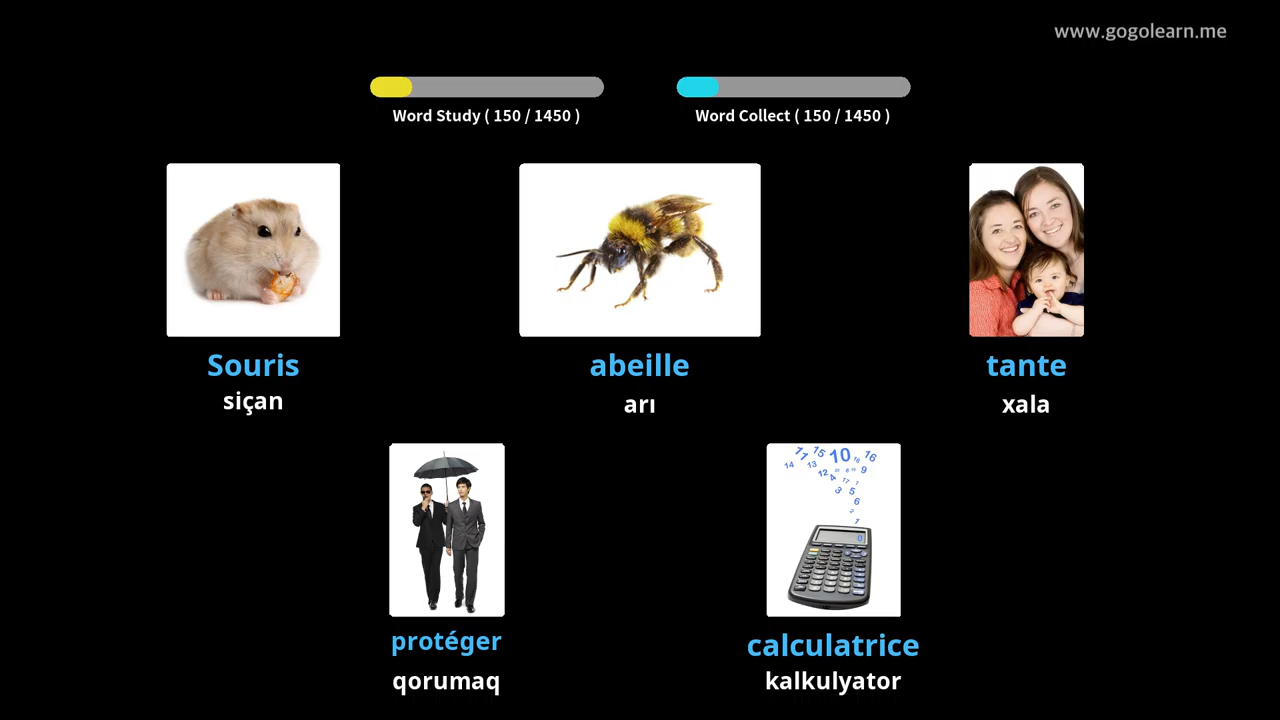 www.gogolearn.me
Word Study ( 150 / 1450 )
Word Collect ( 150 / 1450 )
Souris
siçan
abeille
arı
tante
xala
protéger
qorumaq
calculatrice
kalkulyator